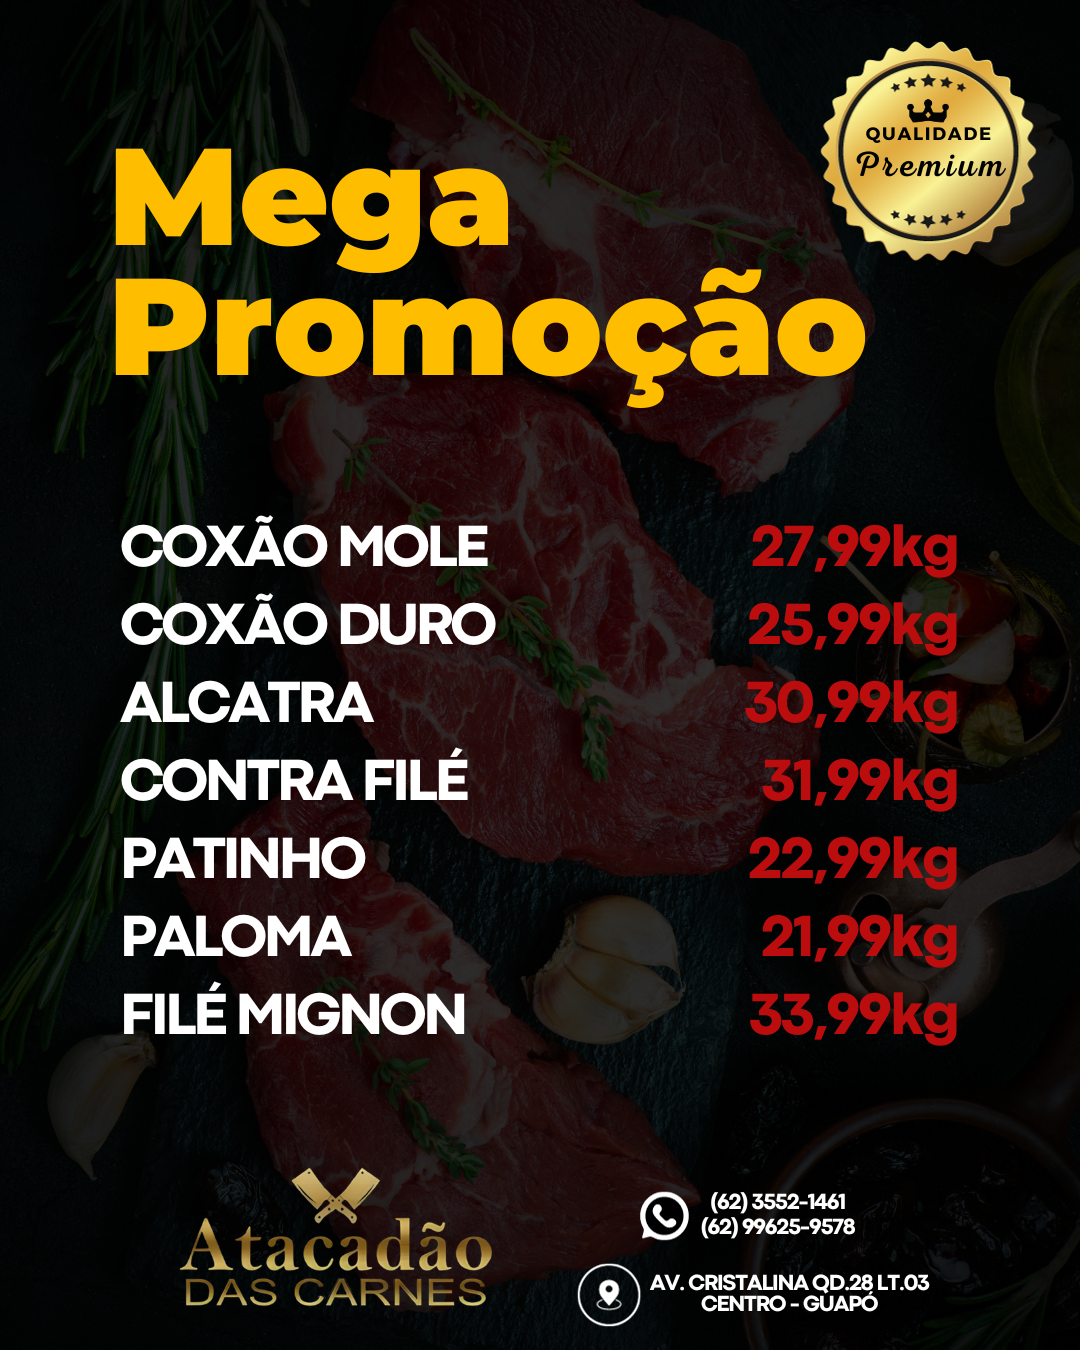 QUALIDADE
Premium
Mega
Promoção
COXÃO MOLE 27,99kg
COXÃO DURO 25,99kg
ALCATRA 30,99kg
CONTRA FILÉ 31,99kg
PATINHO 22,99kg
PALOMA 21,99kg
FILÉ MIGNON 33,99kg
Atacadão
DAS CARNES
(62) 3552-1461
(62) 99625-9578
AV. CRISTALINA QD.28 LT.03
CENTRO - GUAPÓ